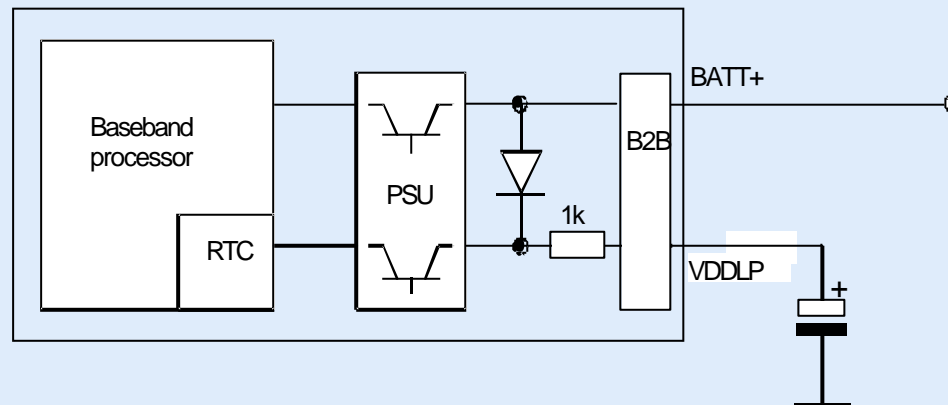 BATT+
Baseband
processor
B2B
PSU
1k
RTC
VDDLP
+